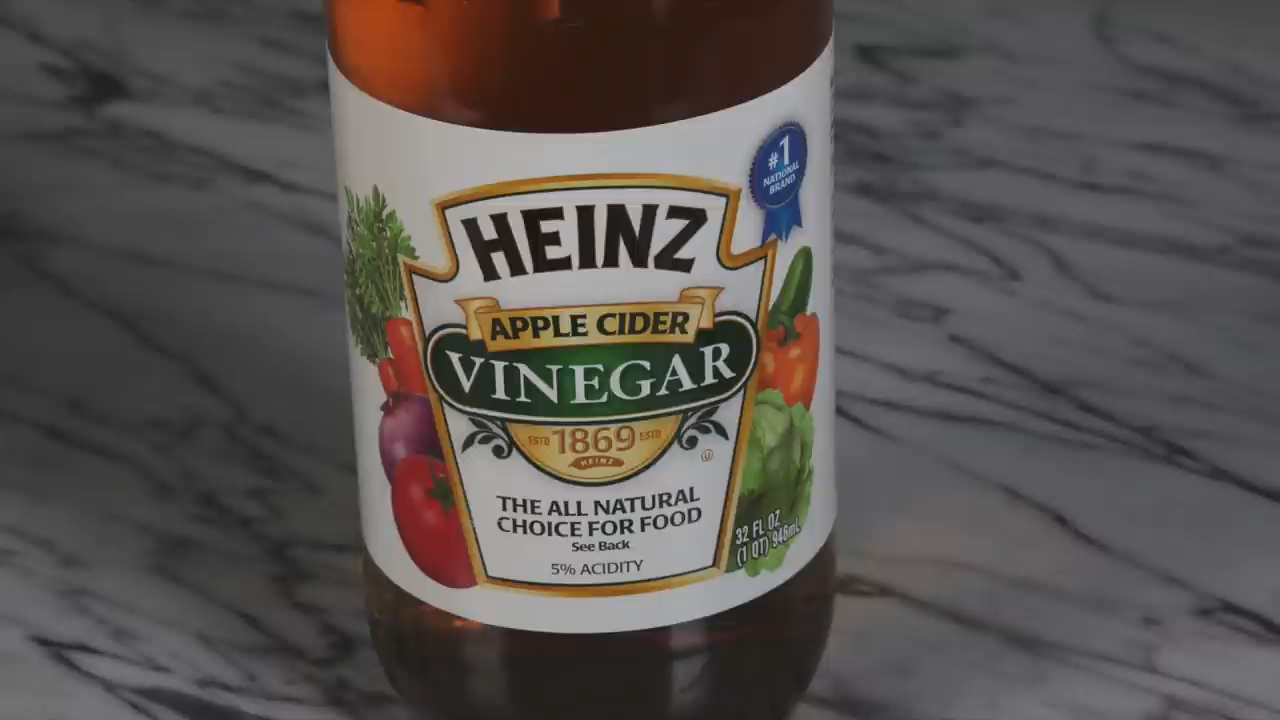 #1
NATIONAL
BRAND
HEINZ
APPLE CIDER
VINEGAR
ESTD 1869 ESTD
HEINZ
THE ALL NATURAL
CHOICE FOR FOOD
See Back
5% ACIDITY
32 FL OZ
(1 QT) 946mL